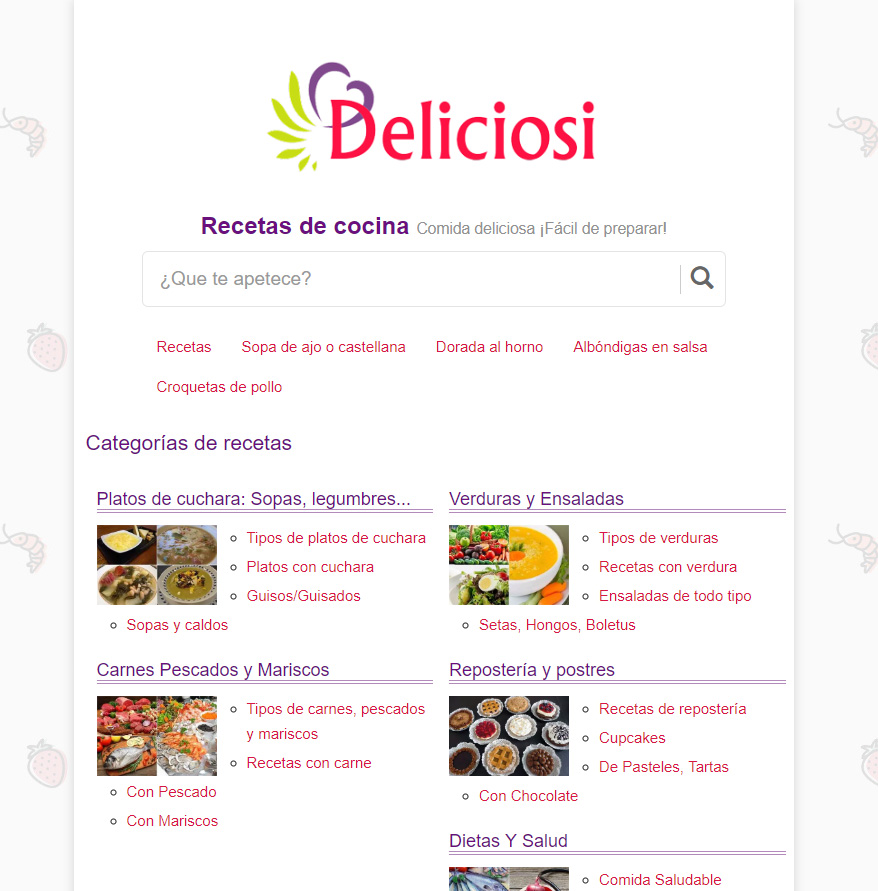 Deliciosi
Recetas de cocina Comida deliciosa ¡Fácil de preparar!
¿Que te apetece?
Recetas Sopa de ajo o castellana Dorada al horno Albóndigas en salsa
Croquetas de pollo
Categorías de recetas
Platos de cuchara: Sopas, legumbres...
Tipos de platos de cuchara
Platos con cuchara
Guisos/Guisados
Sopas y caldos
Verduras y Ensaladas
Tipos de verduras
Recetas con verdura
Ensaladas de todo tipo
Setas, Hongos, Boletus
Carnes Pescados y Mariscos
Tipos de carnes, pescados
y mariscos
Recetas con carne
Con Pescado
Con Mariscos
Repostería y postres
Recetas de repostería
Cupcakes
De Pasteles, Tartas
Con Chocolate
Dietas Y Salud
Comida Saludable